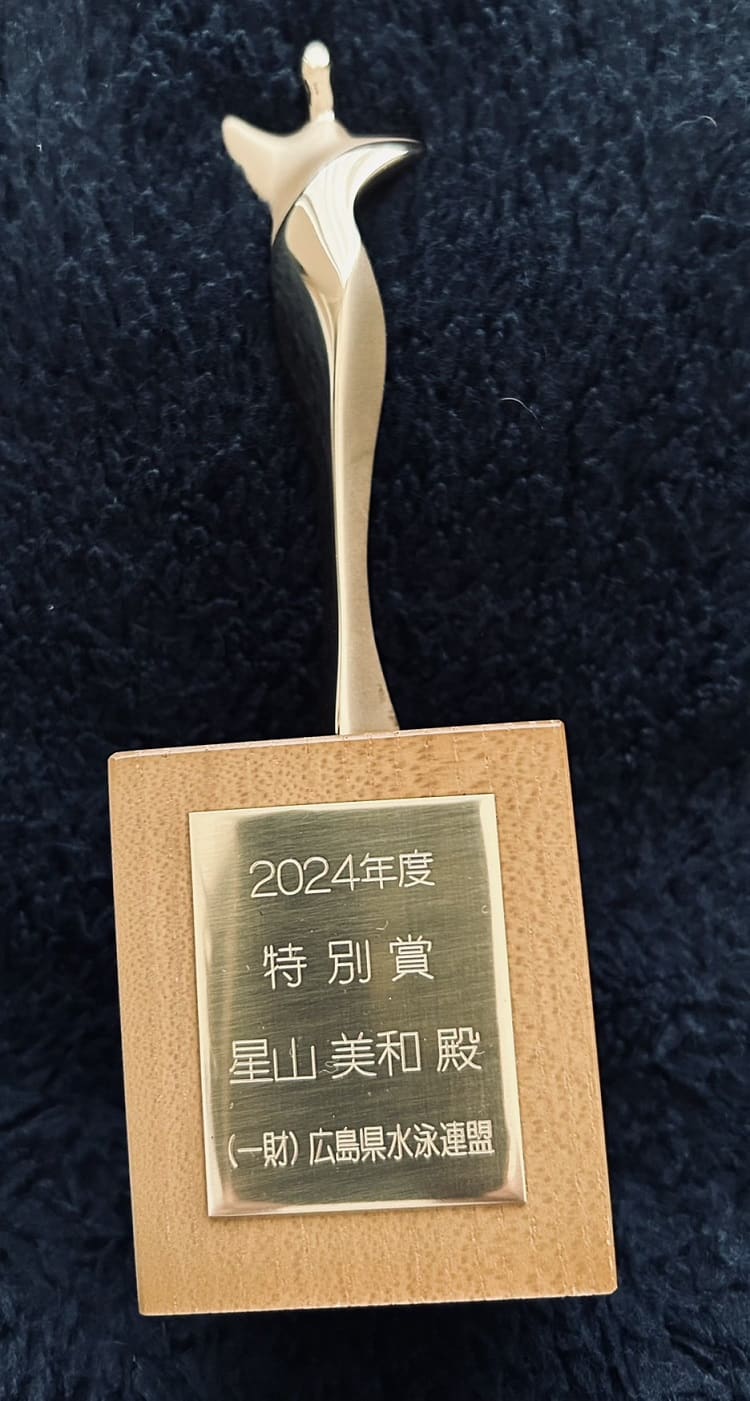 2024年度
特別賞
星山 美和 殿
(一財) 広島県水泳連盟